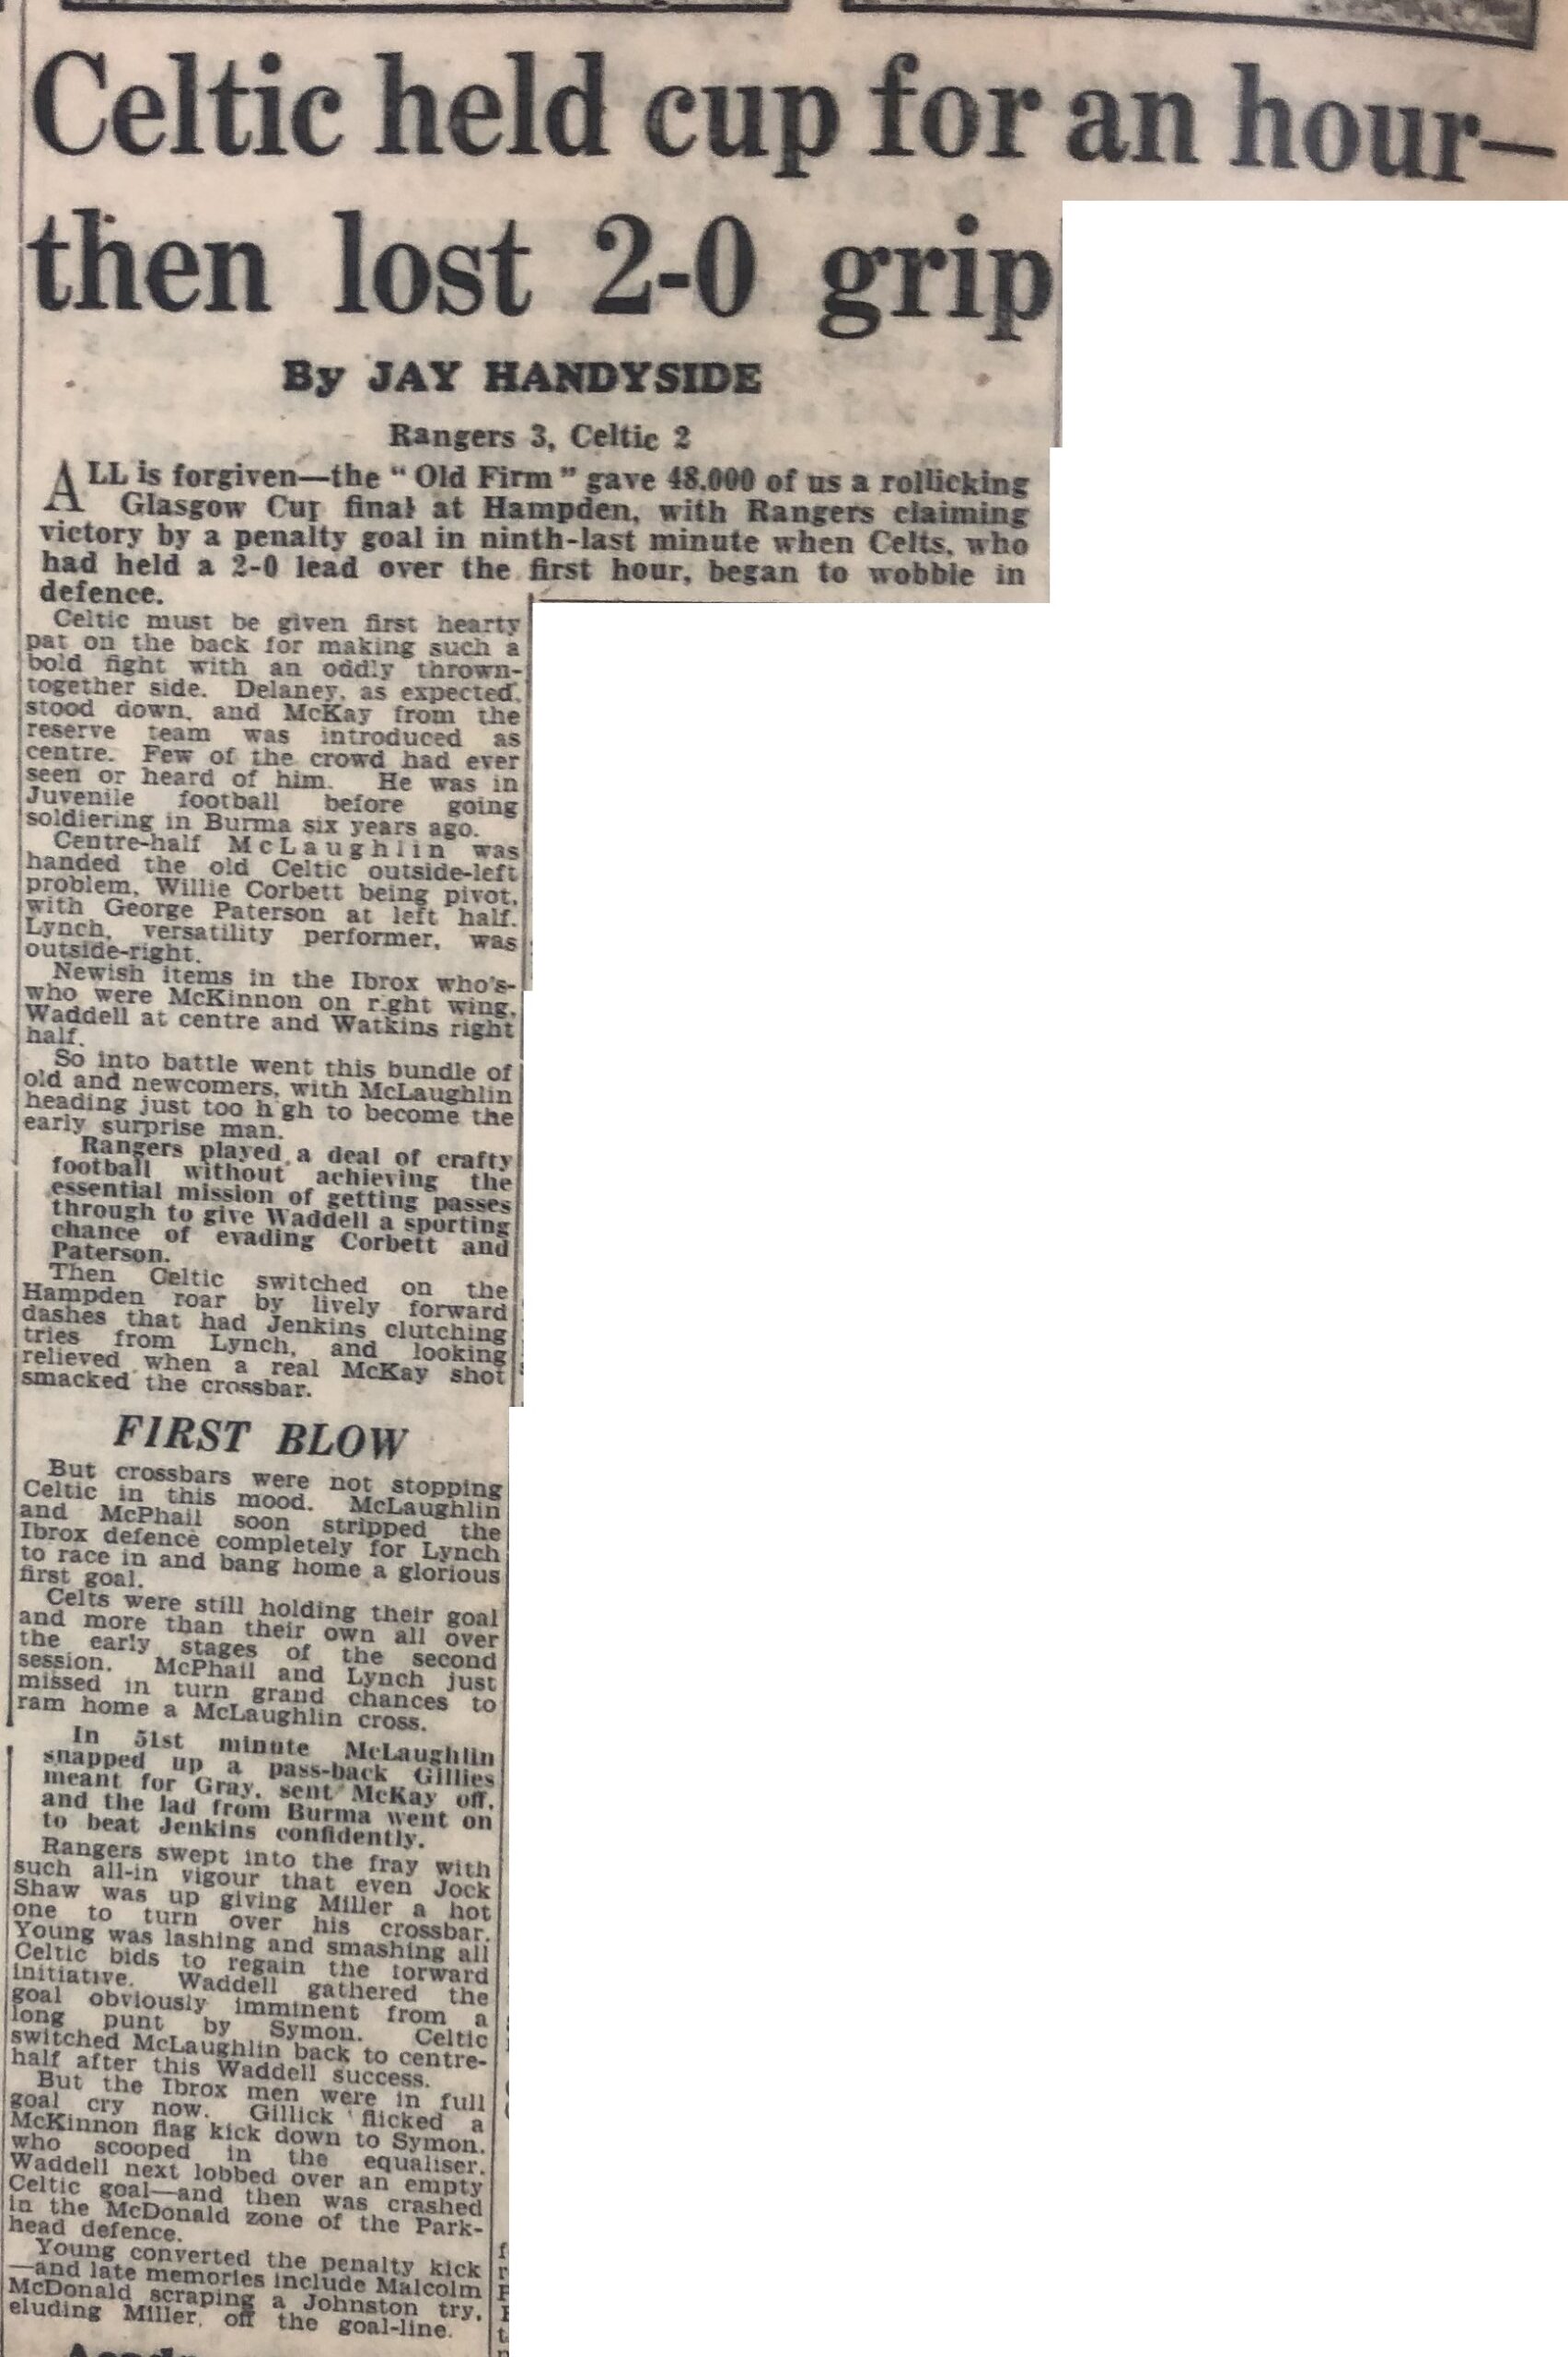 Celtic held cup for an hour—
then lost 2-0 grip
By JAY HANDYSIDE
Rangers 3, Celtic 2
ALL is forgiven—the "Old Firm" gave 48,000 of us a rollicking
Glasgow Cup final at Hampden, with Rangers claiming
victory by a penalty goal in ninth-last minute when Celts, who
had held a 2-0 lead over the first hour, began to wobble in
defence.
Celtic must be given first hearty
pat on the back for making such a
bold fight with an oddly thrown-
together side. Delaney, as expected,
stood down, and McKay from the
reserve team was introduced as
centre. Few of the crowd had ever
seen or heard of him. He was in
Juvenile football before going
soldiering in Burma six years ago.
Centre-half McLaughlin was
handed the old Celtic outside-left
problem, Willie Corbett being pivot,
with George Paterson at left half.
Lynch, versatility performer, was
outside-right.
Newish items in the Ibrox who's-
who were McKinnon on right wing,
Waddell at centre and Watkins right
half.
So into battle went this bundle of
old and newcomers, with McLaughlin
heading just too high to become the
early surprise man.
Rangers played a deal of crafty
football without achieving the
essential mission of getting passes
through to give Waddell a sporting
chance of evading Corbett and
Paterson.
Then Celtic switched on the
Hampden roar by lively forward
dashes that had Jenkins clutching
tries from Lynch, and looking
relieved when a real McKay shot
smacked the crossbar.
FIRST BLOW
But crossbars were not stopping
Celtic in this mood. McLaughlin
and McPhail soon stripped the
Ibrox defence completely for Lynch
to race in and bang home a glorious
first goal.
Celts were still holding their goal
and more than their own all over
the early stages of the second
session. McPhail and Lynch just
missed in turn grand chances to
ram home a McLaughlin cross.
In 51st minute McLaughlin
snapped up a pass-back Gillies
meant for Gray, sent McKay off,
and the lad from Burma went on
to beat Jenkins confidently.
Rangers swept into the fray with
such all-in vigour that even Jock
Shaw was up giving Miller a hot
one to turn over his crossbar.
Young was lashing and smashing all
Celtic bids to regain the forward
initiative. Waddell gathered the
goal obviously imminent from a
long punt by Symon. Celtic
switched McLaughlin back to centre-
half after this Waddell success.
But the Ibrox men were in full
goal cry now. Gillick flicked a
McKinnon flag kick down to Symon,
who scooped in the equaliser.
Waddell next lobbed over an empty
Celtic goal—and then was crashed
in the McDonald zone of the Park-
head defence.
Young converted the penalty kick
—and late memories include Malcolm
McDonald scraping a Johnston try,
eluding Miller, off the goal-line.